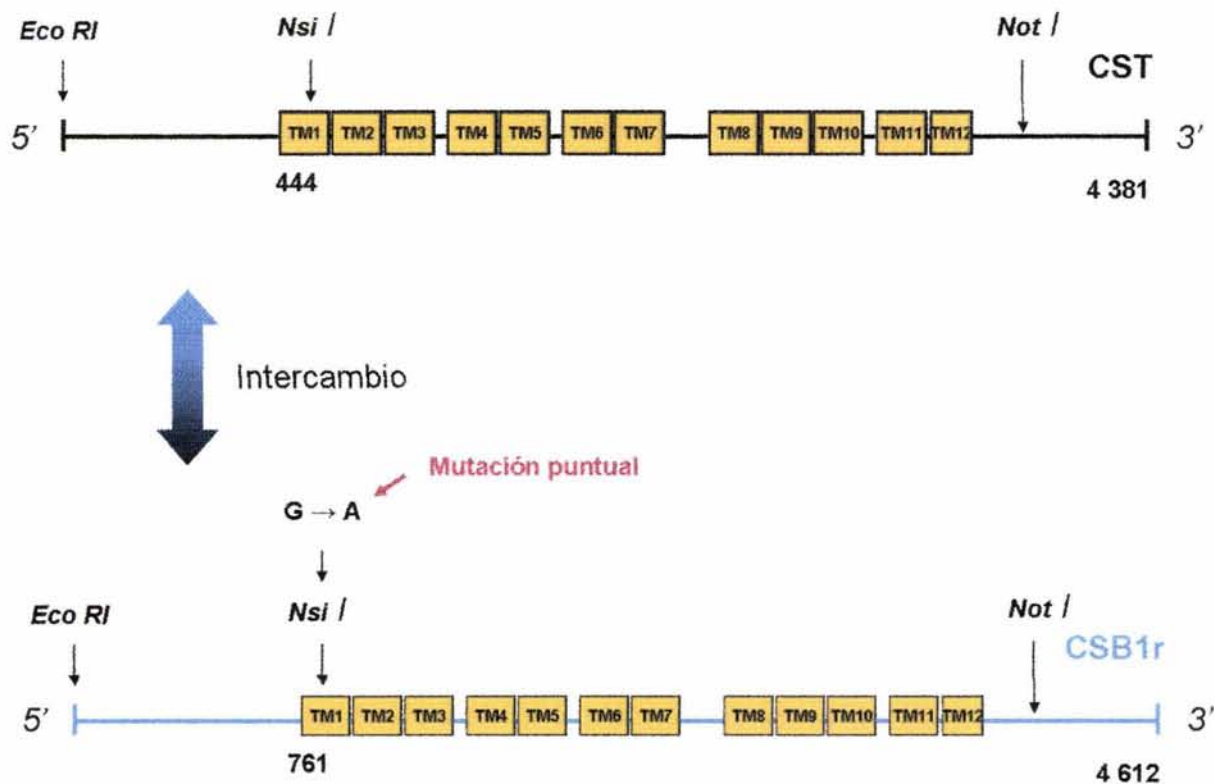 Eco RI
Nsi I
Not I
CST
5'
TM1 TM2 TM3 TM4 TM5 TM6 TM7 TM8 TM9 TM10 TM11 TM12
3'
444
4 381
Intercambio
Mutación puntual
G → A
Eco RI
Nsi I
Not I
CSB1r
5'
TM1 TM2 TM3 TM4 TM5 TM6 TM7 TM8 TM9 TM10 TM11 TM12
3'
761
4 612